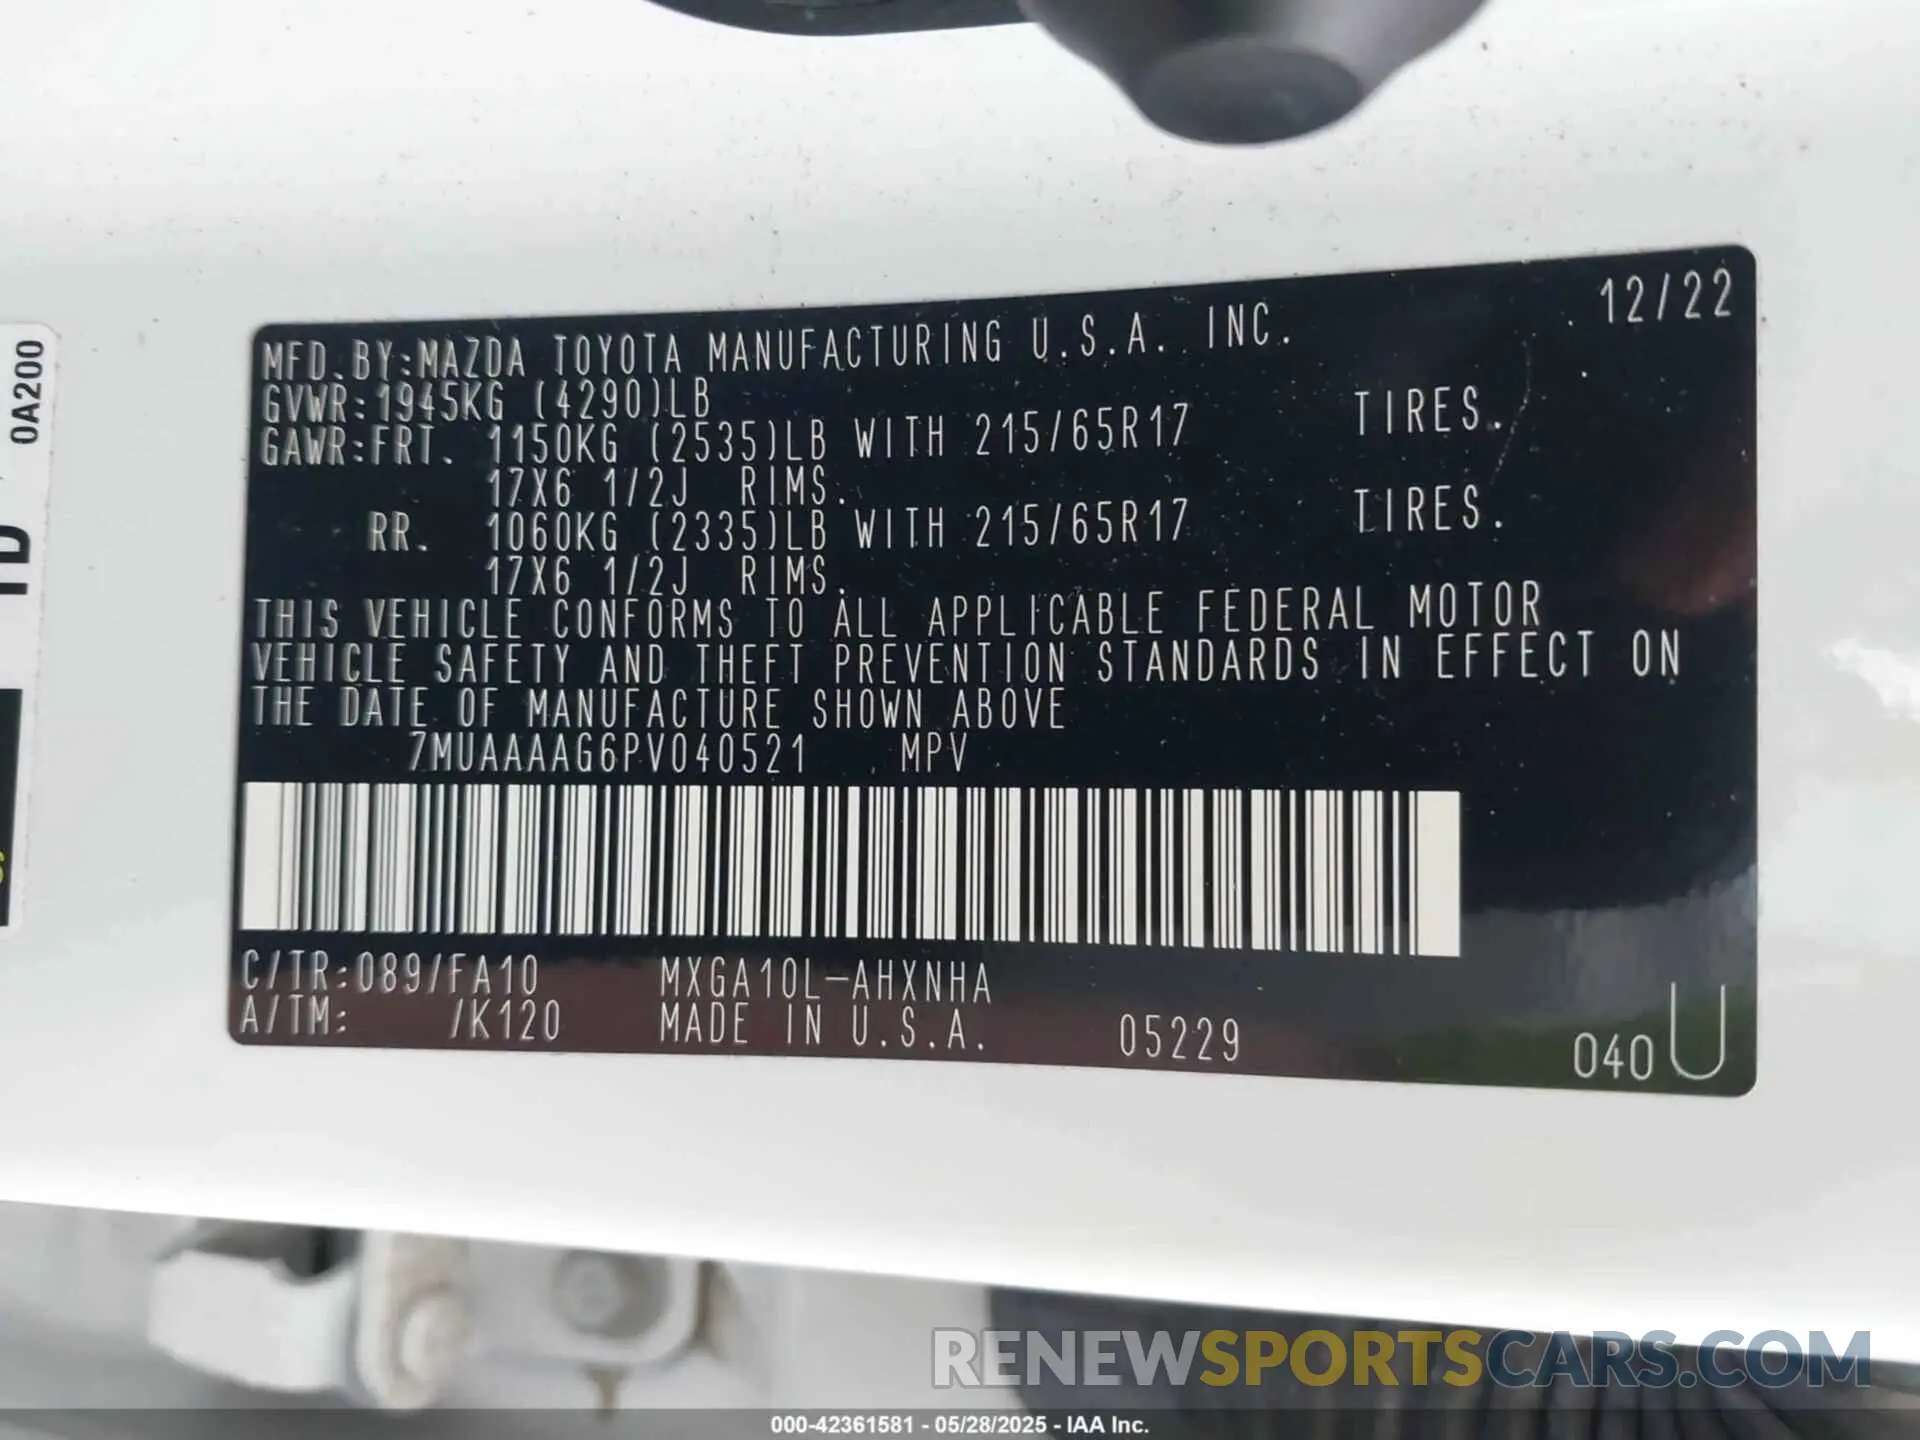 12/22
MFD.BY:MAZDA TOYOTA MANUFACTURING U.S.A. INC.
GVWR:1945KG (4290)LB
GAWR:FRT. 1150KG (2535)LB WITH 215/65R17 TIRES.
17X6 1/2J RIMS.
RR. 1060KG (2335)LB WITH 215/65R17 TIRES.
17X6 1/2J RIMS.
THIS VEHICLE CONFORMS TO ALL APPLICABLE FEDERAL MOTOR
VEHICLE SAFETY AND THEFT PREVENTION STANDARDS IN EFFECT ON
THE DATE OF MANUFACTURE SHOWN ABOVE
7MUAAAAG6PV040521 MPV
C/TR:089/FA10 MXGA10L-AHXNHA
A/TM: /K120 MADE IN U.S.A. 05229 040 U
0A200
RENEWSPORTSCARS.COM
000-42361581 - 05/28/2025 - IAA Inc.